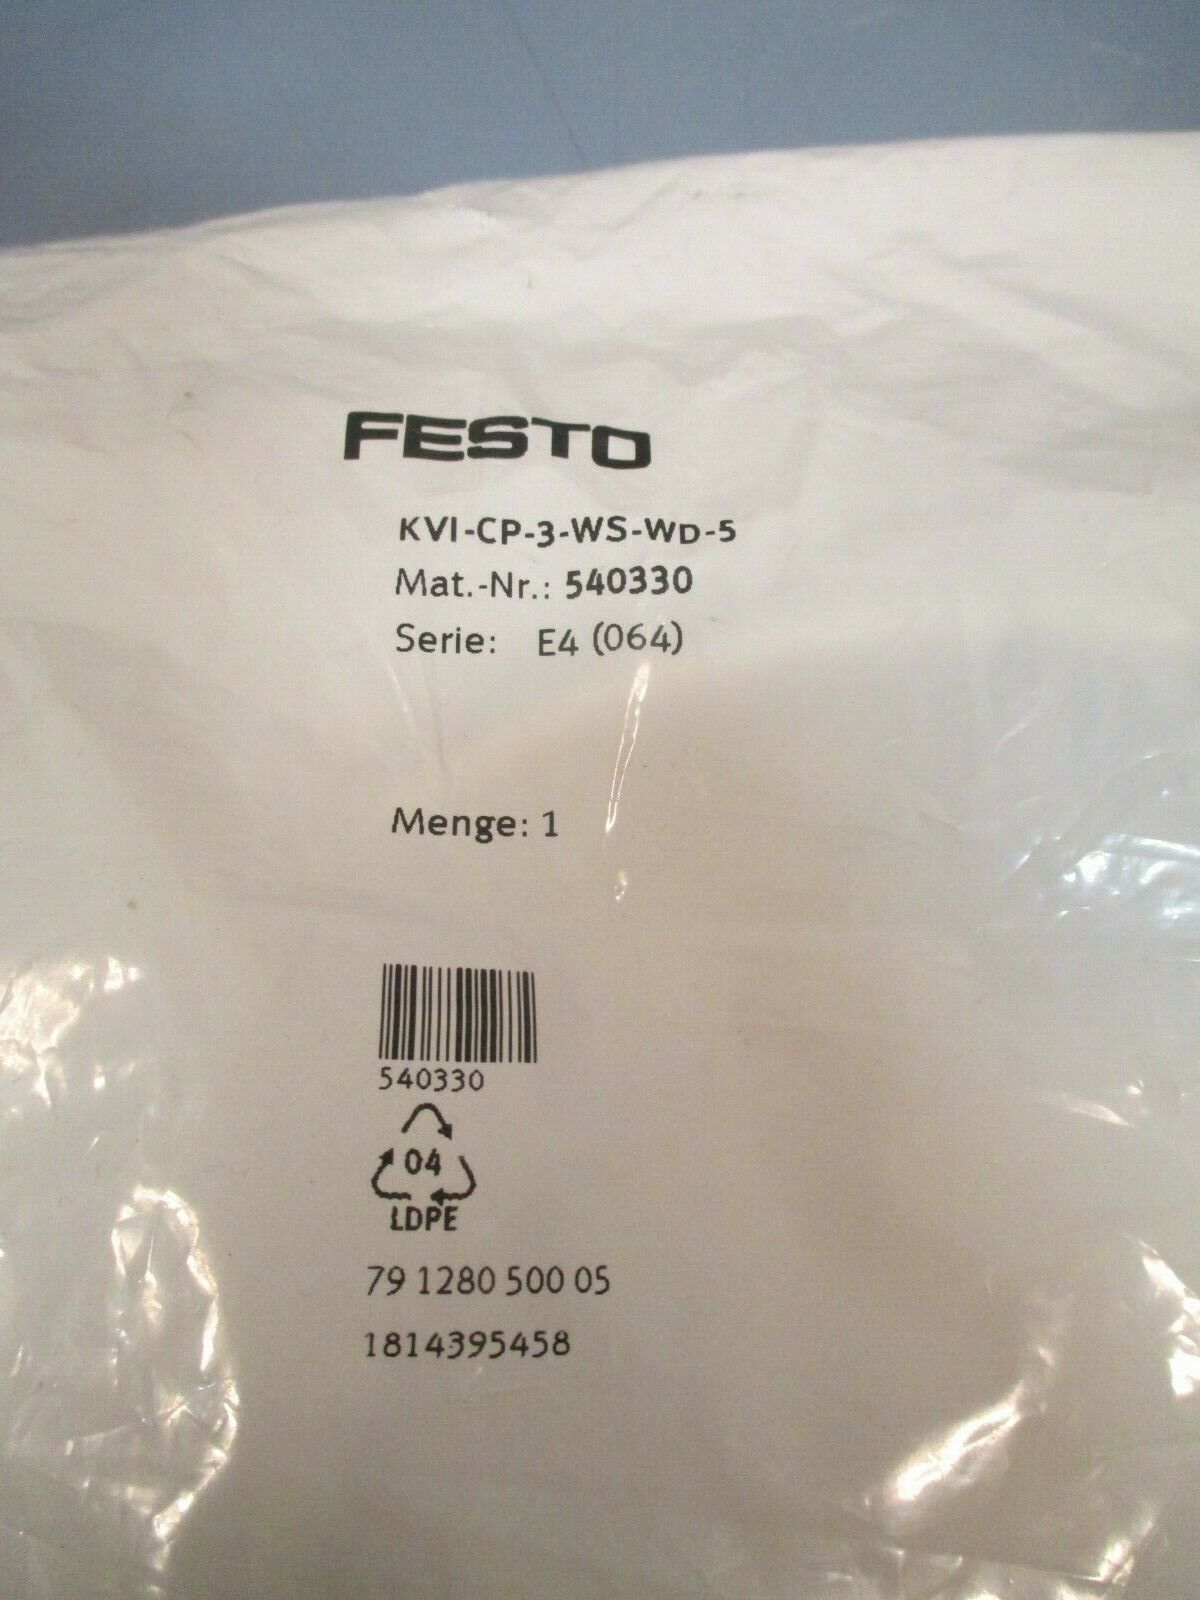 FESTO
KVI-CP-3-WS-WD-5
Mat.-Nr.: 540330
Serie: E4 (064)
Menge: 1
540330
04
LDPE
79 1280 500 05
1814395458